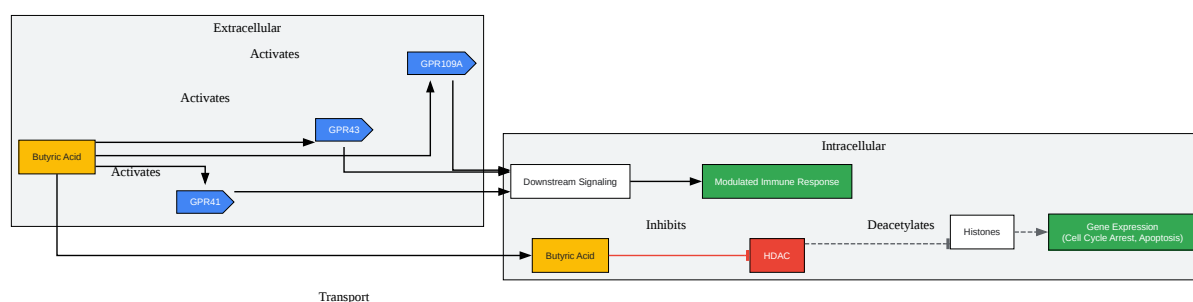 Extracellular
Activates
GPR109A
Activates
GPR43
Butyric Acid
Activates
GPR41
Intracellular
Downstream Signaling
Modulated Immune Response
Inhibits
Deacetylates
Histones
Gene Expression
(Cell Cycle Arrest, Apoptosis)
Butyric Acid
HDAC
Transport